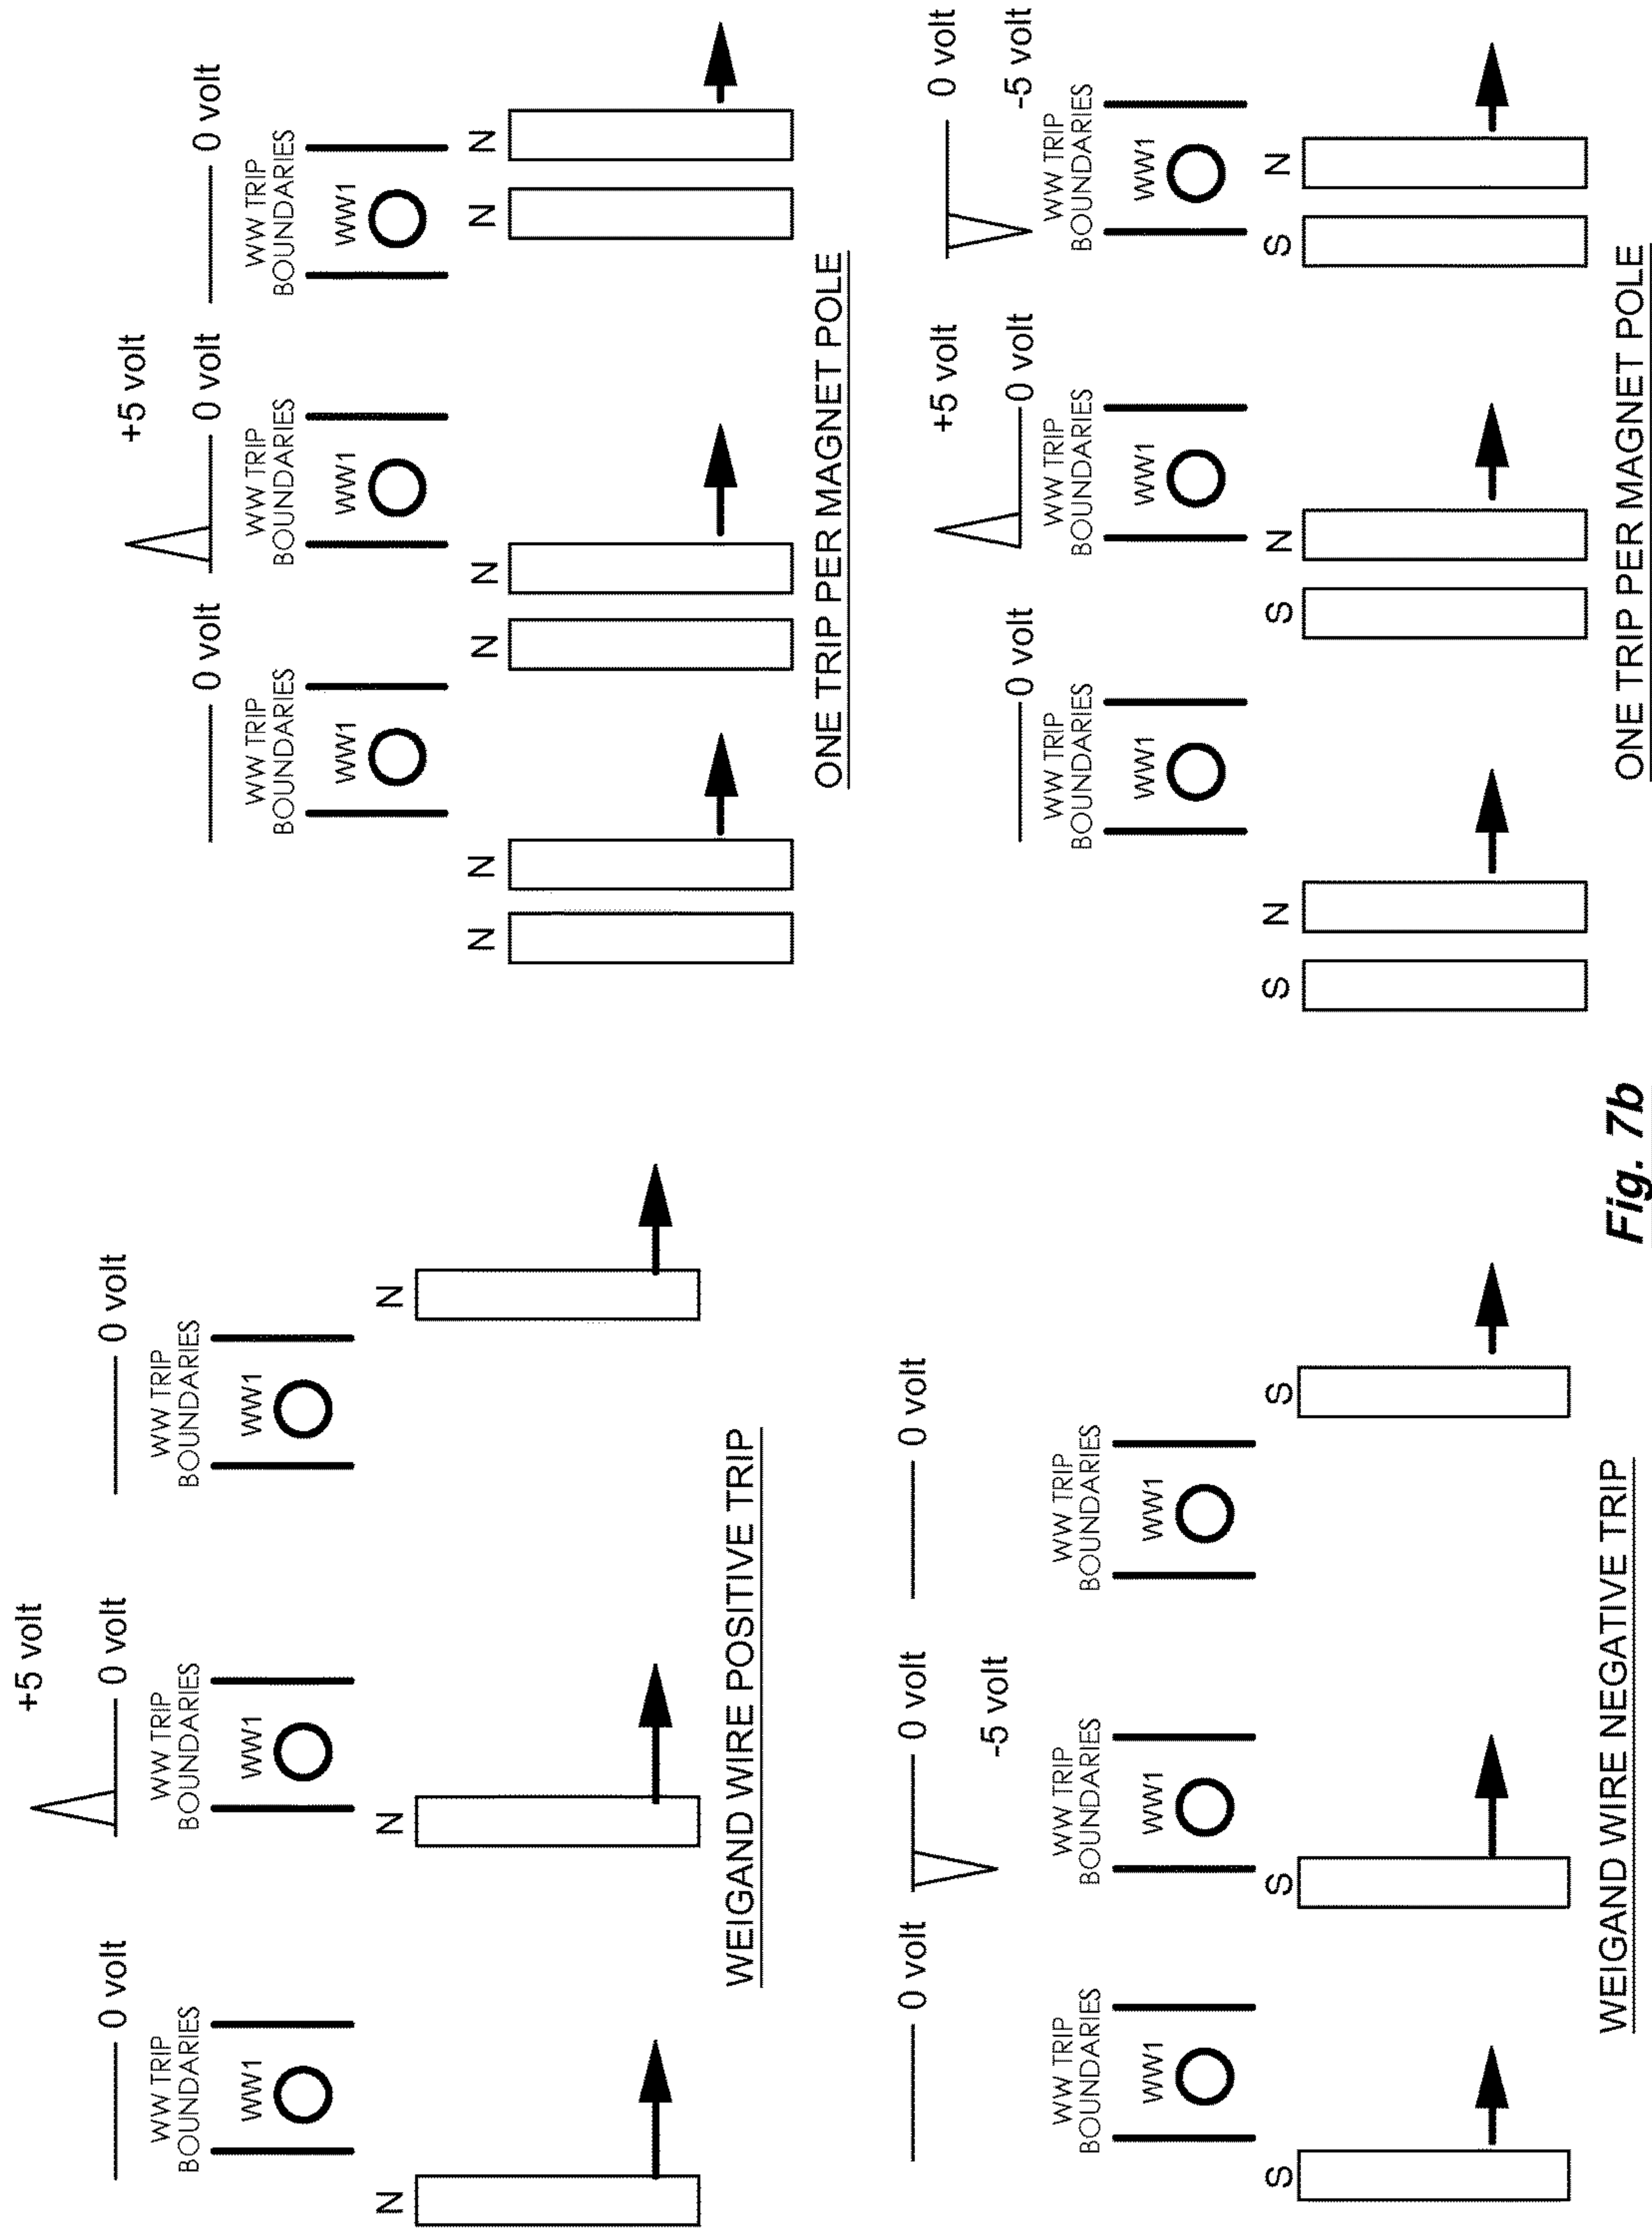 +5 volt
0 volt
0 volt
0 volt
WW TRIP
BOUNDARIES
WW TRIP
BOUNDARIES
WW TRIP
BOUNDARIES
WW1
WW1
WW1
N
N
N
WEIGAND WIRE POSITIVE TRIP
+5 volt
0 volt
0 volt
0 volt
WW TRIP
BOUNDARIES
WW TRIP
BOUNDARIES
WW TRIP
BOUNDARIES
WW1
WW1
WW1
N N
N N
N N
ONE TRIP PER MAGNET POLE
0 volt
0 volt
0 volt
-5 volt
WW TRIP
BOUNDARIES
WW TRIP
BOUNDARIES
WW TRIP
BOUNDARIES
WW1
WW1
WW1
S
S
S
WEIGAND WIRE NEGATIVE TRIP
+5 volt
0 volt
0 volt
0 volt
-5 volt
WW TRIP
BOUNDARIES
WW TRIP
BOUNDARIES
WW TRIP
BOUNDARIES
WW1
WW1
WW1
S N
S N
S N
ONE TRIP PER MAGNET POLE
Fig. 7b